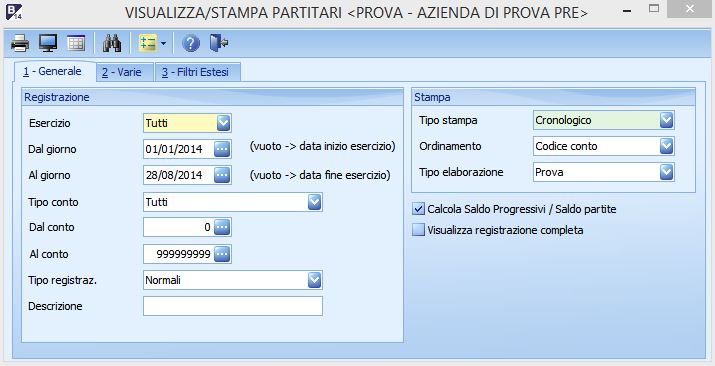 B 14 VISUALIZZA/STAMPA PARTITARI <PROVA - AZIENDA DI PROVA PRE>
1 - Generale 2 - Varie 3 - Filtri Estesi
Registrazione
Esercizio Tutti
Dal giorno 01/01/2014 (vuoto -> data inizio esercizio)
Al giorno 28/08/2014 (vuoto -> data fine esercizio)
Tipo conto Tutti
Dal conto 0
Al conto 999999999
Tipo registraz. Normali
Descrizione
Stampa
Tipo stampa Cronologico
Ordinamento Codice conto
Tipo elaborazione Prova
Calcola Saldo Progressivi / Saldo partite
Visualizza registrazione completa